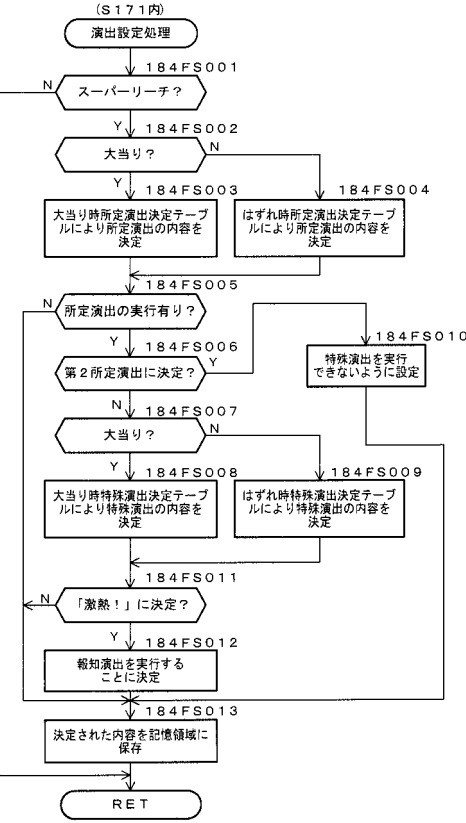 (S171内)
演出設定処理
184FS001
N
スーパーリーチ?
Y
184FS002
大当り?
N
Y
184FS003
184FS004
大当り時所定演出決定テー
ブルにより所定演出の内容を
決定
はずれ時所定演出決定テーブ
ルにより所定演出の内容を
決定
184FS005
N
所定演出の実行有り?
Y
184FS006
Y
184FS010
第2所定演出に決定?
特殊演出を実行
できないように設定
N
184FS007
大当り?
N
Y
184FS008
184FS009
大当り時特殊演出決定テー
ブルにより特殊演出の内容を
決定
はずれ時特殊演出決定テーブ
ルにより特殊演出の内容を
決定
184FS011
N
「激熱!」に決定?
Y
184FS012
報知演出を実行する
ことに決定
184FS013
決定された内容を記憶領域に
保存
RET